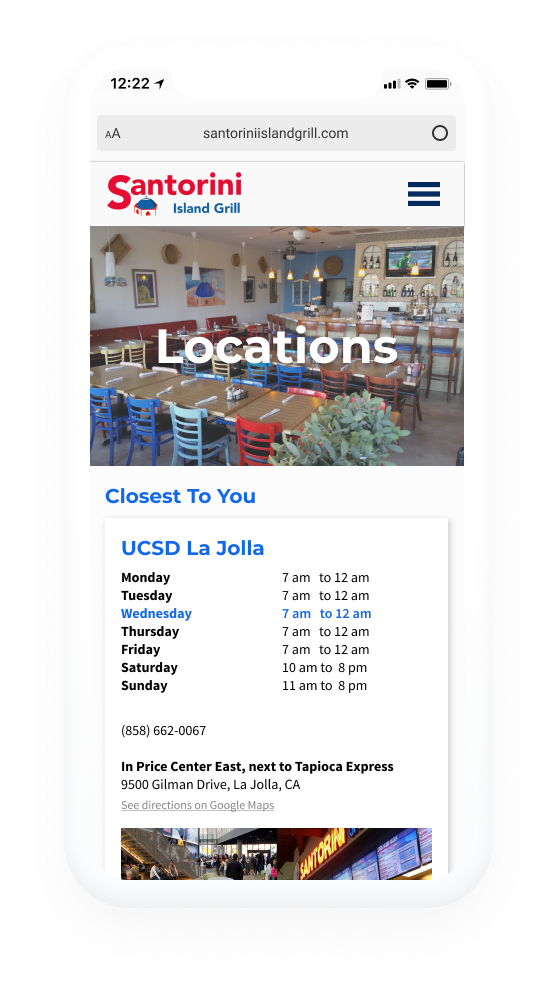 12:22
AA
santoriniislandgrill.com
Santorini
Island Grill
Locations
Closest To You
UCSD La Jolla
Monday 7 am to 12 am
Tuesday 7 am to 12 am
Wednesday 7 am to 12 am
Thursday 7 am to 12 am
Friday 7 am to 12 am
Saturday 10 am to 8 pm
Sunday 11 am to 8 pm
(858) 662-0067
In Price Center East, next to Tapioca Express
9500 Gilman Drive, La Jolla, CA
See directions on Google Maps
SANTORINI